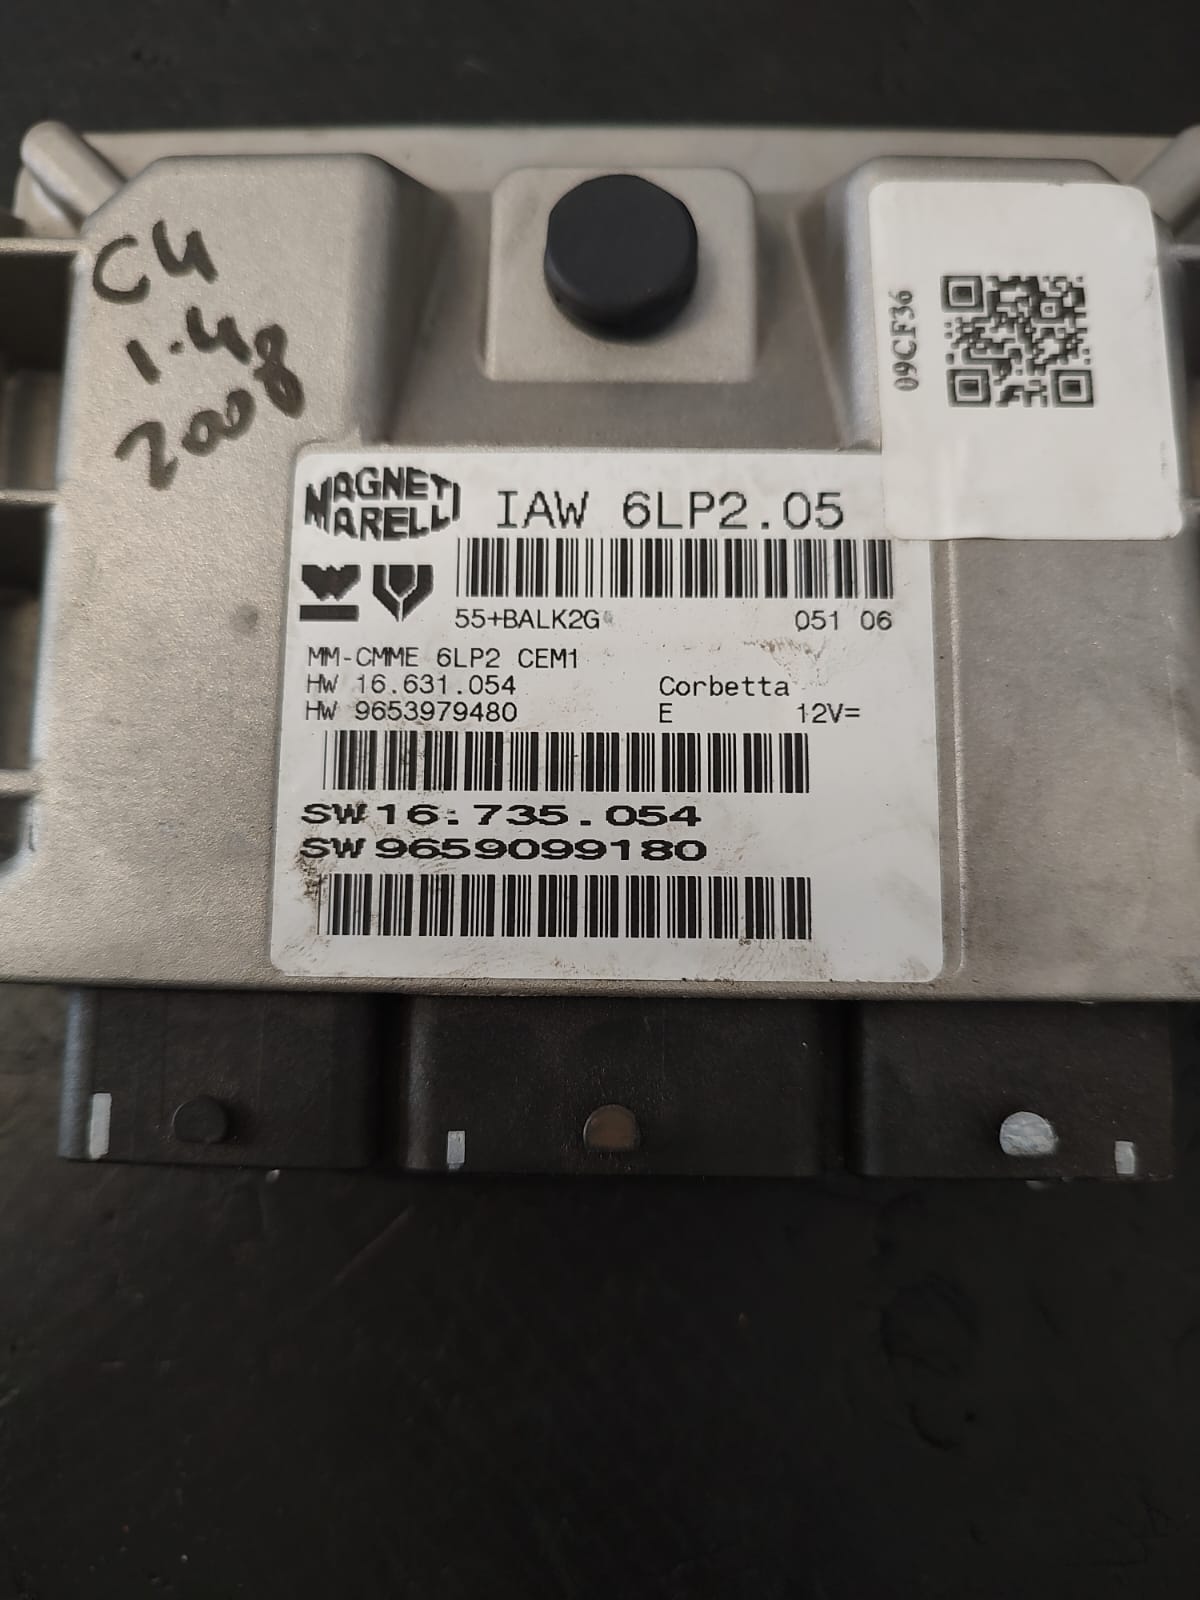 C4
1.4
2008
09CF36
MAGNETI
MARELLI
IAW 6LP2.05
55+BALK2G
051 06
MM-CMME 6LP2 CEM1
HW 16.631.054
Corbetta
HW 9653979480
E 12V=
SW 16.735.054
SW 9659099180